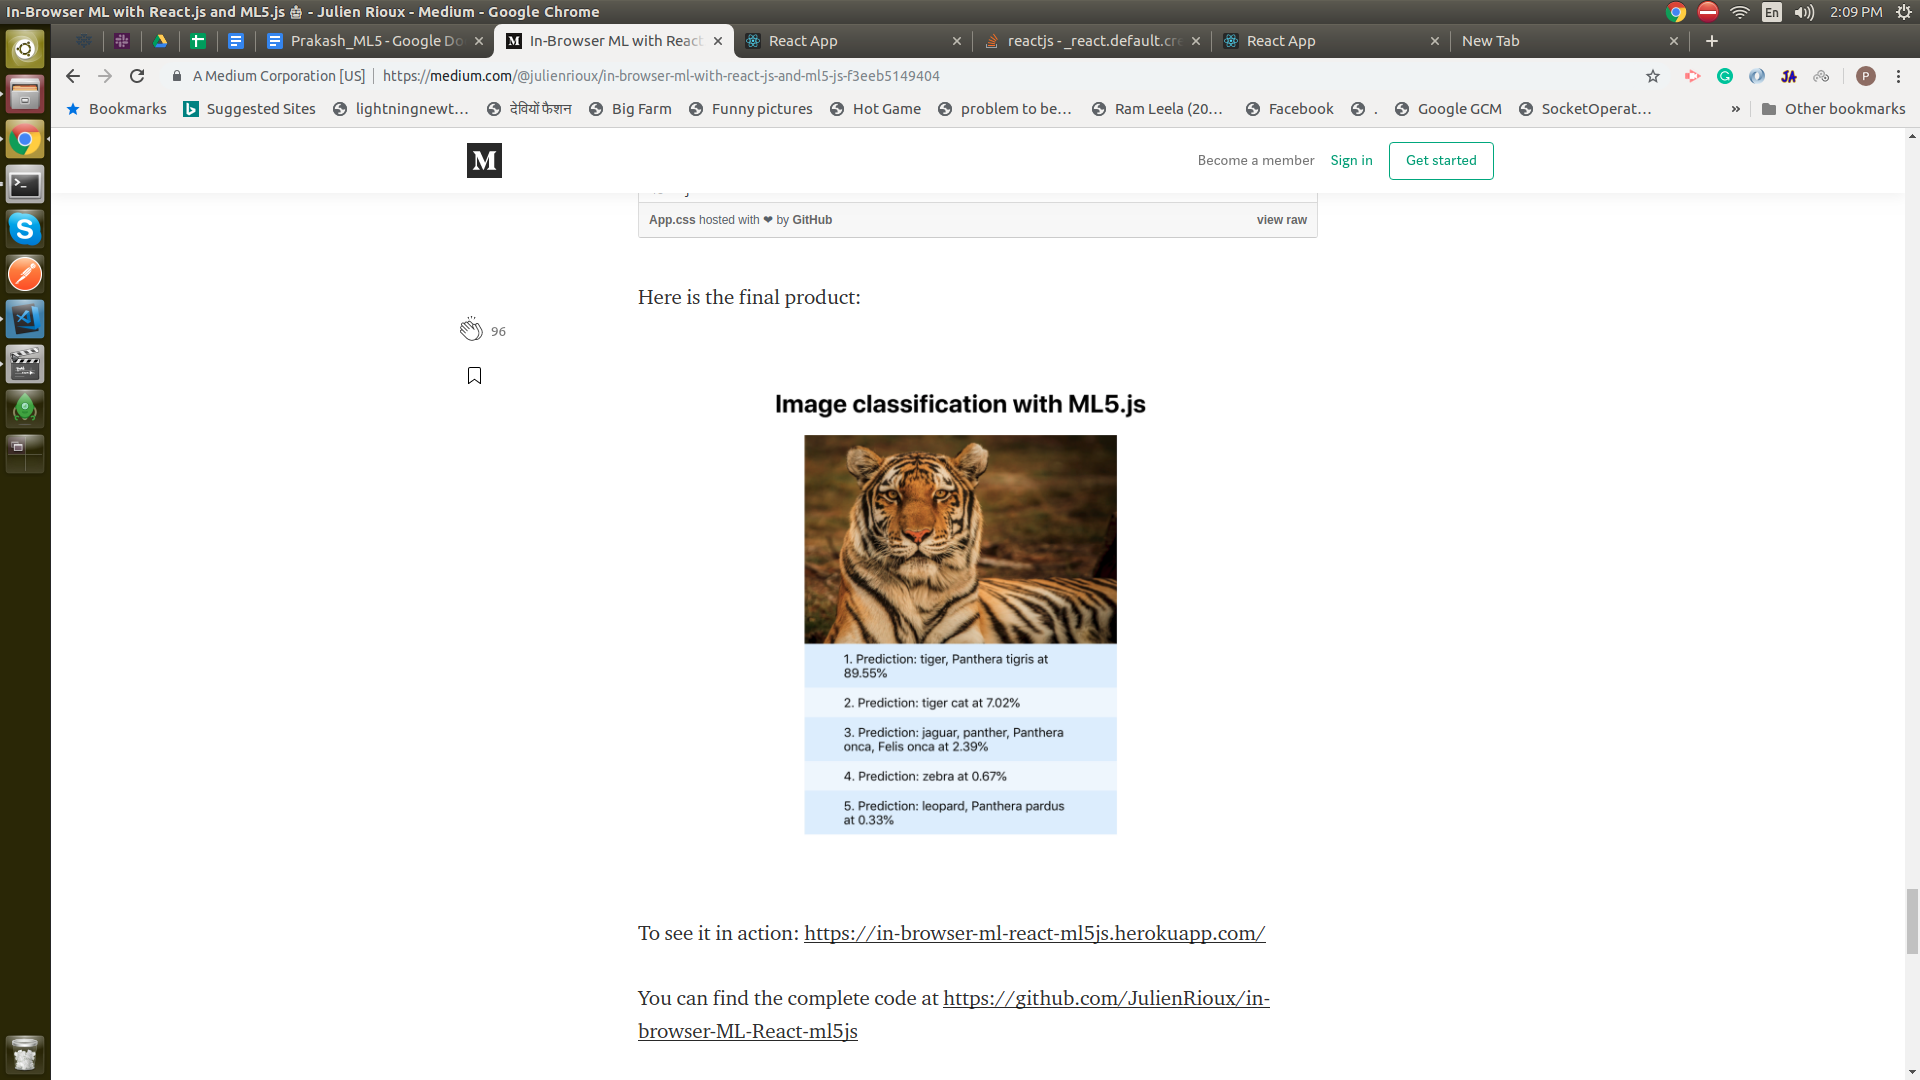 In-Browser ML with React.js and ML5.js 🤖 - Julien Rioux - Medium - Google Chrome
En
2:09 PM
Prakash_ML5 - Google Do
In-Browser ML with React
React App
reactjs - _react.default.cre
React App
New Tab
A Medium Corporation [US]
https://medium.com/@julienrioux/in-browser-ml-with-react-js-and-ml5-js-f3eeb5149404
JA
P
Bookmarks
Suggested Sites
lightningnewt…
देवियों फैशन
Big Farm
Funny pictures
Hot Game
problem to be…
Ram Leela (20…
Facebook
.
Google GCM
SocketOperat…
»
Other bookmarks
M
Become a member
Sign in
Get started
App.css hosted with ❤ by GitHub
view raw
Here is the final product:
96
Image classification with ML5.js
1. Prediction: tiger, Panthera tigris at
89.55%
2. Prediction: tiger cat at 7.02%
3. Prediction: jaguar, panther, Panthera
onca, Felis onca at 2.39%
4. Prediction: zebra at 0.67%
5. Prediction: leopard, Panthera pardus
at 0.33%
To see it in action: https://in-browser-ml-react-ml5js.herokuapp.com/
You can find the complete code at https://github.com/JulienRioux/in-
browser-ML-React-ml5js